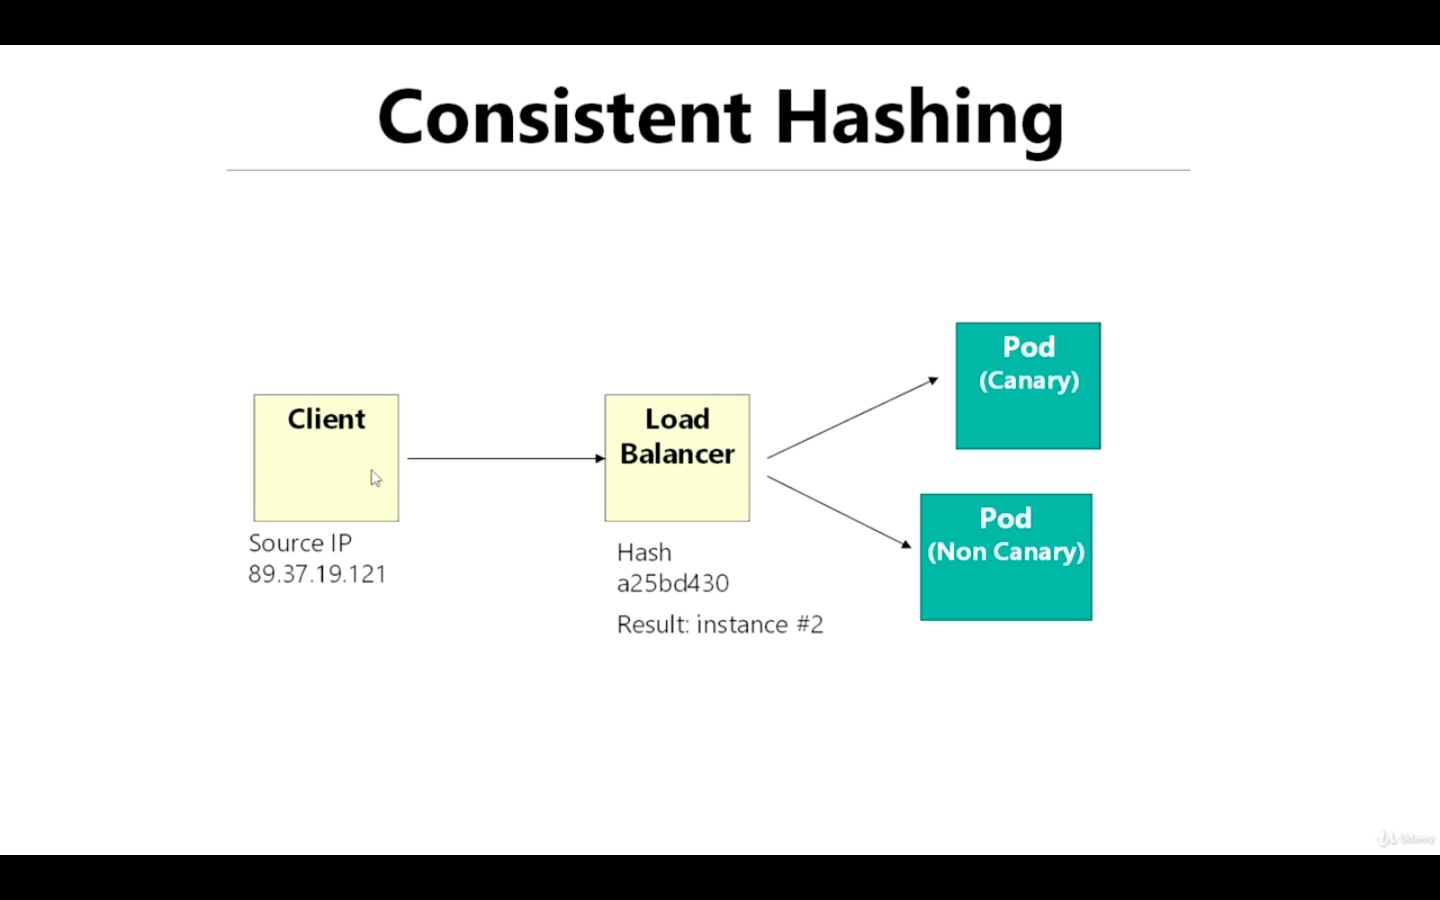 Consistent Hashing
Client
Source IP
89.37.19.121
Load
Balancer
Hash
a25bd430
Result: instance #2
Pod
(Canary)
Pod
(Non Canary)
Udemy